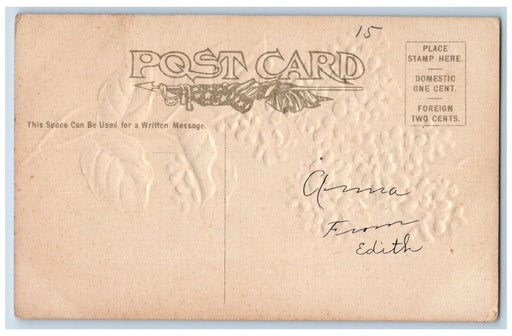 15
POST CARD
PLACE
STAMP HERE.
DOMESTIC
ONE CENT.
FOREIGN
TWO CENTS.
This Space Can Be Used for a Written Message.
Anna
From
Edith